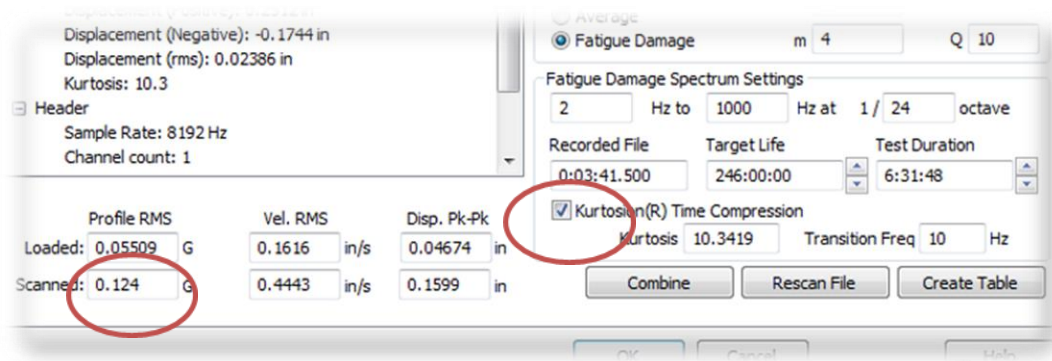 Displacement (Negative): -0.1744 in
Displacement (rms): 0.02386 in
Kurtosis: 10.3
Header
Sample Rate: 8192 Hz
Channel count: 1
Profile RMS Vel. RMS Disp. Pk-Pk
Loaded: 0.05509 G 0.1616 in/s 0.04674 in
Scanned: 0.124 G 0.4443 in/s 0.1599 in
Average
Fatigue Damage m 4 Q 10
Fatigue Damage Spectrum Settings
2 Hz to 1000 Hz at 1 / 24 octave
Recorded File Target Life Test Duration
0:03:41.500 246:00:00 6:31:48
Kurtosion(R) Time Compression
Kurtosis 10.3419 Transition Freq 10 Hz
Combine Rescan File Create Table
OK Cancel Help